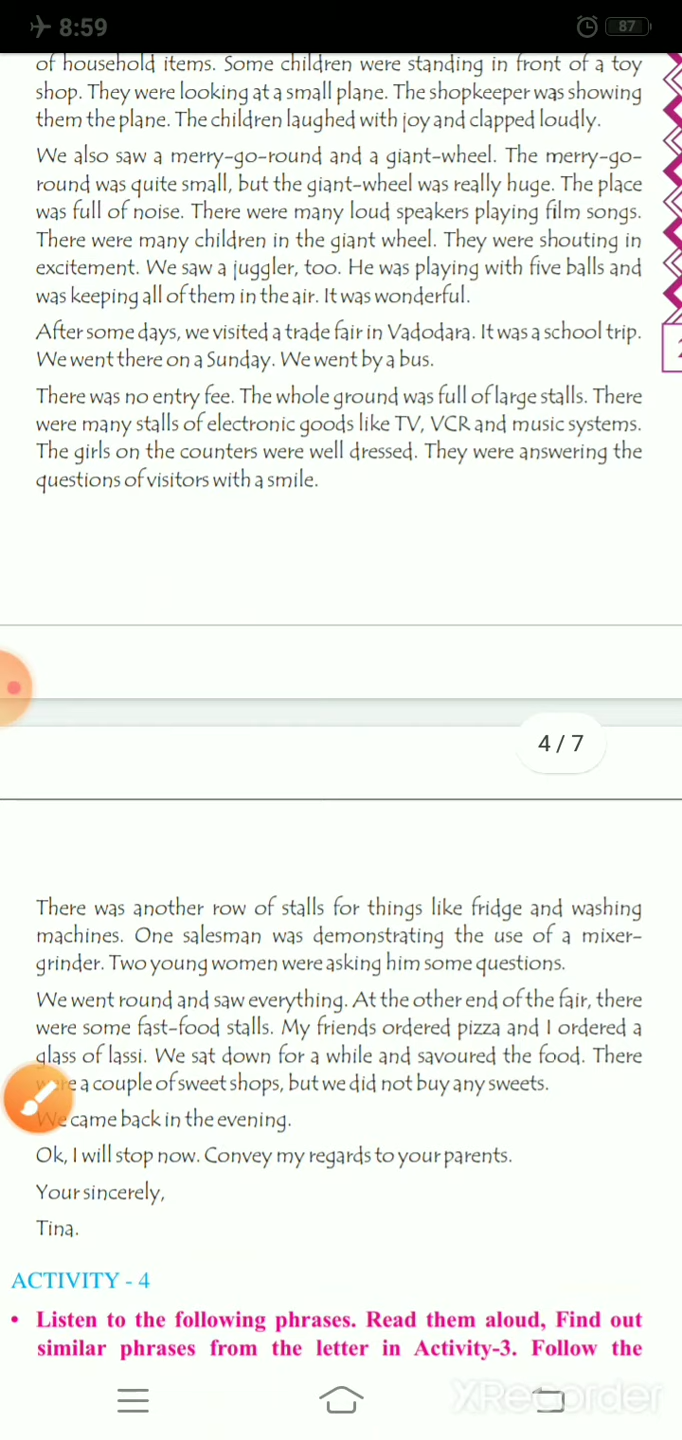 8:59
87
of household items. Some children were standing in front of a toy
shop. They were looking at a small plane. The shopkeeper was showing
them the plane. The children laughed with joy and clapped loudly.
We also saw a merry-go-round and a giant-wheel. The merry-go-
round was quite small, but the giant-wheel was really huge. The place
was full of noise. There were many loud speakers playing film songs.
There were many children in the giant wheel. They were shouting in
excitement. We saw a juggler, too. He was playing with five balls and
was keeping all of them in the air. It was wonderful.
After some days, we visited a trade fair in Vadodara. It was a school trip.
We went there on a Sunday. We went by a bus.
There was no entry fee. The whole ground was full of large stalls. There
were many stalls of electronic goods like TV, VCR and music systems.
The girls on the counters were well dressed. They were answering the
questions of visitors with a smile.
4 / 7
There was another row of stalls for things like fridge and washing
machines. One salesman was demonstrating the use of a mixer-
grinder. Two young women were asking him some questions.
We went round and saw everything. At the other end of the fair, there
were some fast-food stalls. My friends ordered pizza and I ordered a
glass of lassi. We sat down for a while and savoured the food. There
were a couple of sweet shops, but we did not buy any sweets.
We came back in the evening.
Ok, I will stop now. Convey my regards to your parents.
Your sincerely,
Tina.
ACTIVITY - 4
• Listen to the following phrases. Read them aloud, Find out
similar phrases from the letter in Activity-3. Follow the
XRecorder